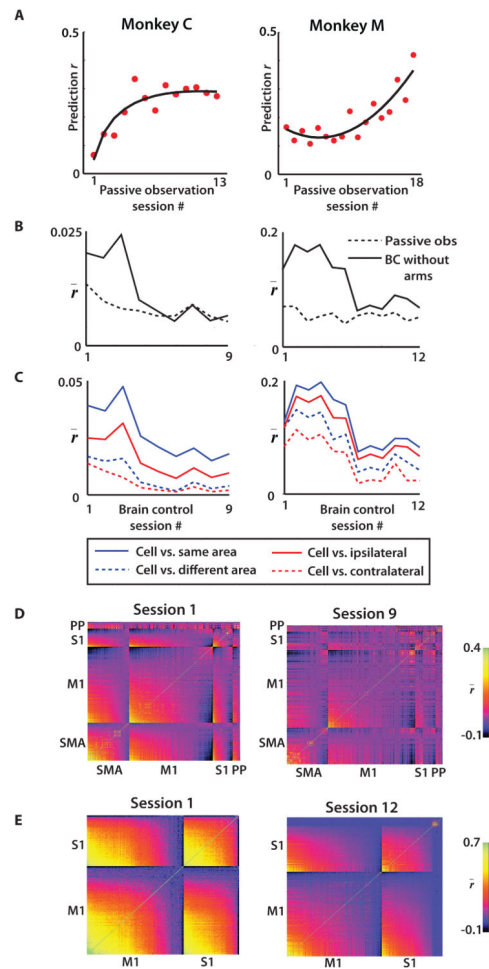 A
Monkey C
Monkey M
0.5
Prediction r
0
1
13
Passive observation
session #
0.5
Prediction r
0
1
18
Passive observation
session #
B
0.025
r̄
0
1
9
0.2
r̄
0
1
12
Passive obs
BC without
arms
C
0.05
r̄
0
1
9
Brain control
session #
0.2
r̄
0
1
12
Brain control
session #
Cell vs. same area
Cell vs. ipsilateral
Cell vs. different area
Cell vs. contralateral
D
Session 1
PP
S1
M1
SMA
SMA
M1
S1 PP
Session 9
PP
S1
M1
SMA
SMA
M1
S1 PP
0.4
r̄
-0.1
E
Session 1
S1
M1
M1
S1
Session 12
S1
M1
M1
S1
0.7
r̄
-0.1